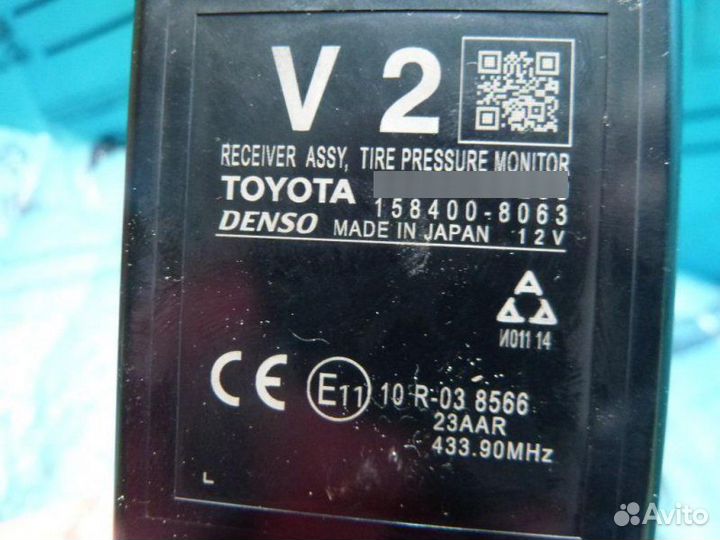 V 2
RECEIVER ASSY, TIRE PRESSURE MONITOR
TOYOTA
158400-8063
DENSO MADE IN JAPAN 12V
И011 14
CE E11 10 R-03 8566
23AAR
433.90MHz
L
Avito